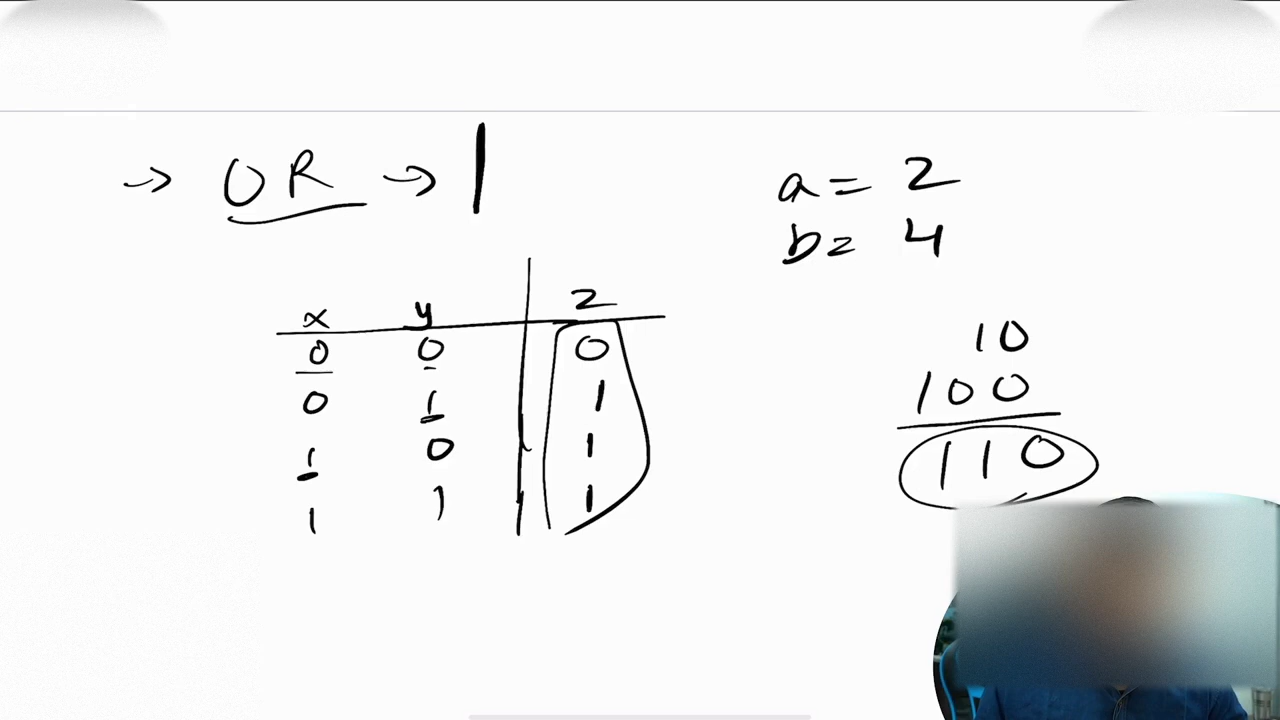 → OR → |
a = 2
b = 4
x y z
0 0 0
0 1 1
1 0 1
1 1 1
10
100
110